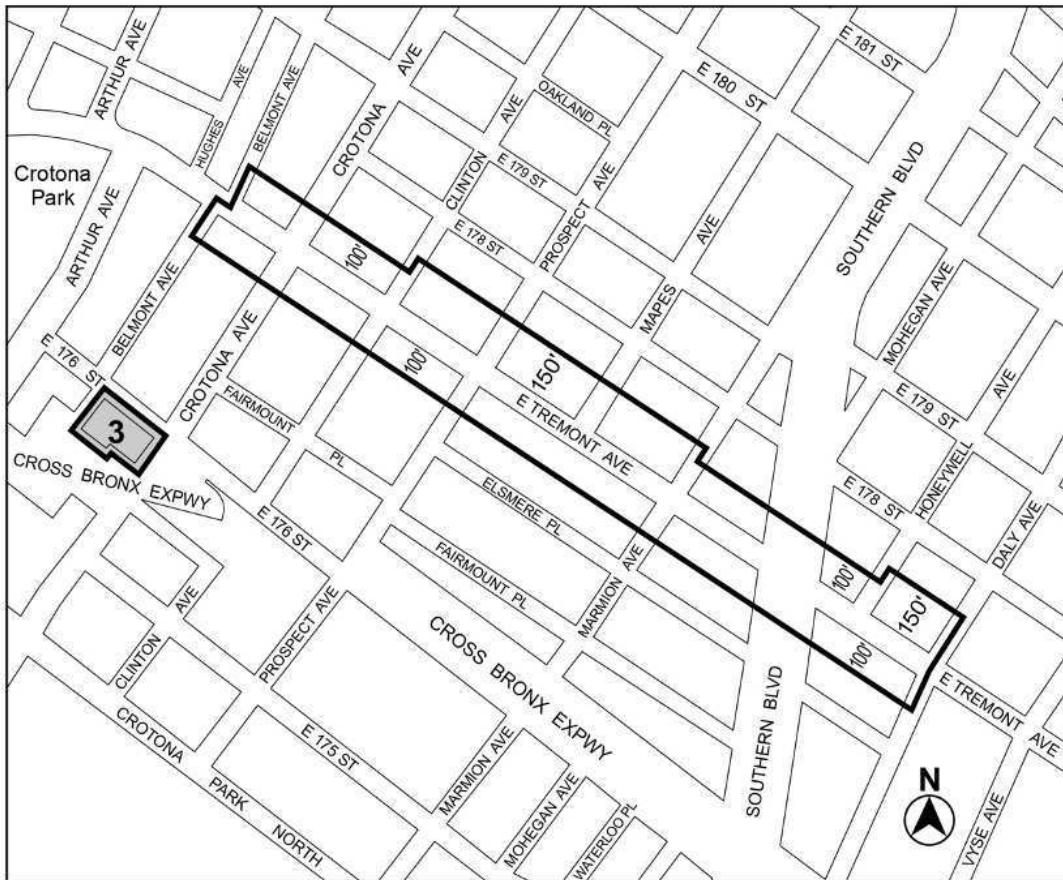 ARTHUR AVE
HUGHES
AVE
BELMONT AVE
CROTONA
AVE
CLINTON
AVE
OAKLAND PL
E 179 ST
E 180 ST
E 181 ST
Crotona
Park
ARTHUR AVE
BELMONT AVE
E 178 ST
PROSPECT AVE
MAPES
AVE
SOUTHERN BLVD
MOHEGAN AVE
100'
100'
150'
E TREMONT AVE
E 176 ST
3
CROTONA AVE
FAIRMOUNT
PL
CROSS BRONX EXPWY
E 176 ST
ELSMERE PL
FAIRMOUNT PL
MARMION AVE
E 179 ST
AVE
HONEYWELL
E 178 ST
DALY AVE
100'
150'
100'
E TREMONT AVE
CLINTON
AVE
PROSPECT AVE
CROSS BRONX EXPWY
SOUTHERN BLVD
CROTONA
PARK
NORTH
E 175 ST
MARMION AVE
MOHEGAN AVE
WATERLOO PL
N
VYSE AVE